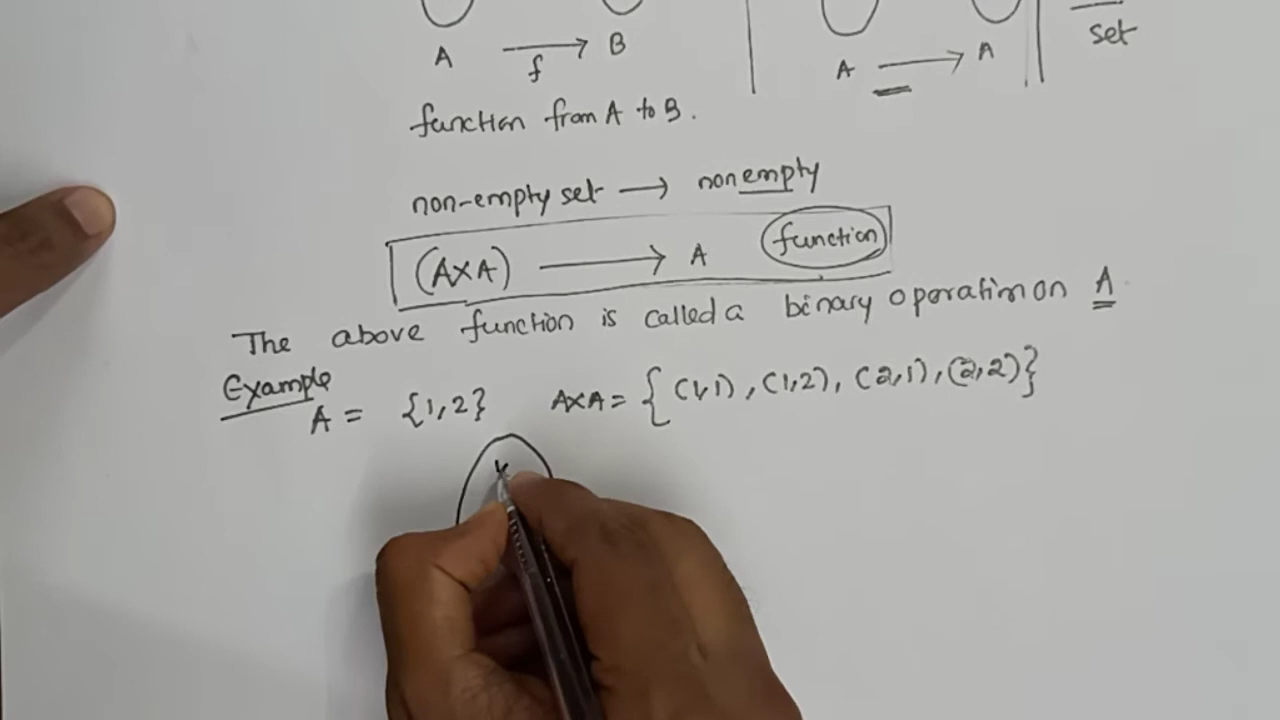 A → B
f
A → A
set
function from A to B.
non-empty set → nonempty
(A×A) → A function
The above function is called a binary operation on A
Example
A = {1,2} A×A = { (1,1) , (1,2), (2,1), (2,2) }